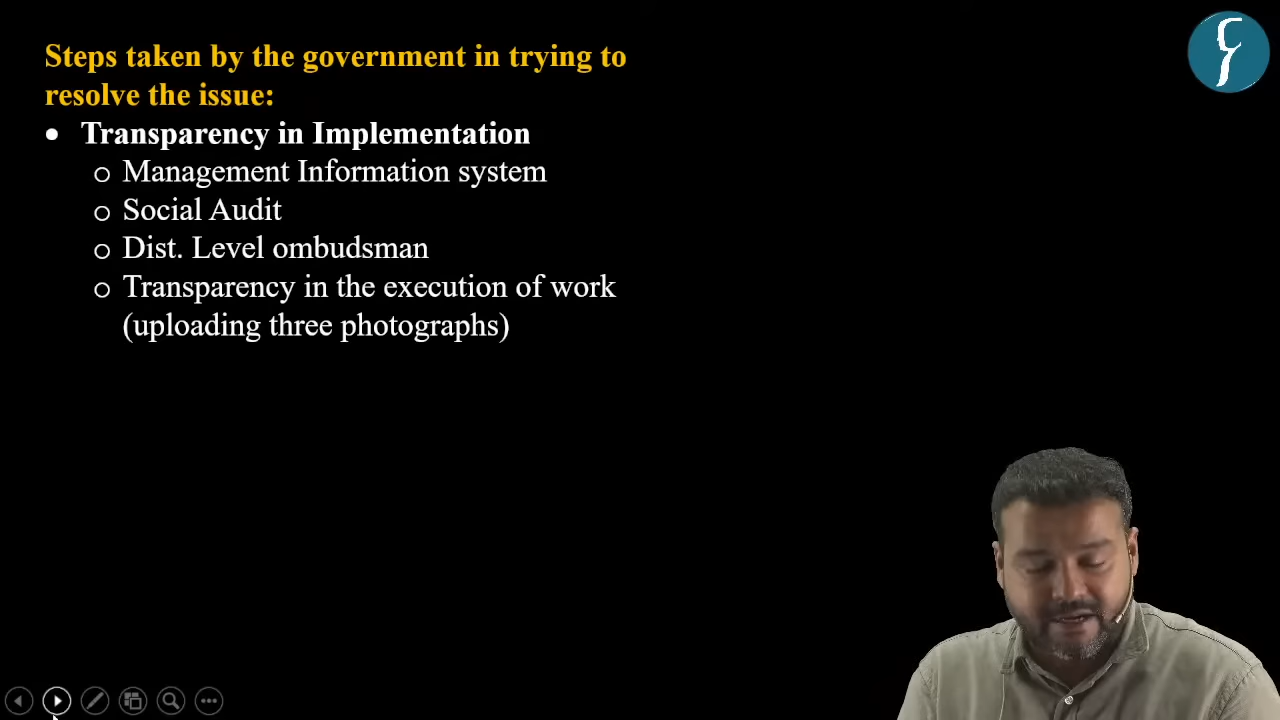 Steps taken by the government in trying to
resolve the issue:
• Transparency in Implementation
o Management Information system
o Social Audit
o Dist. Level ombudsman
o Transparency in the execution of work
(uploading three photographs)